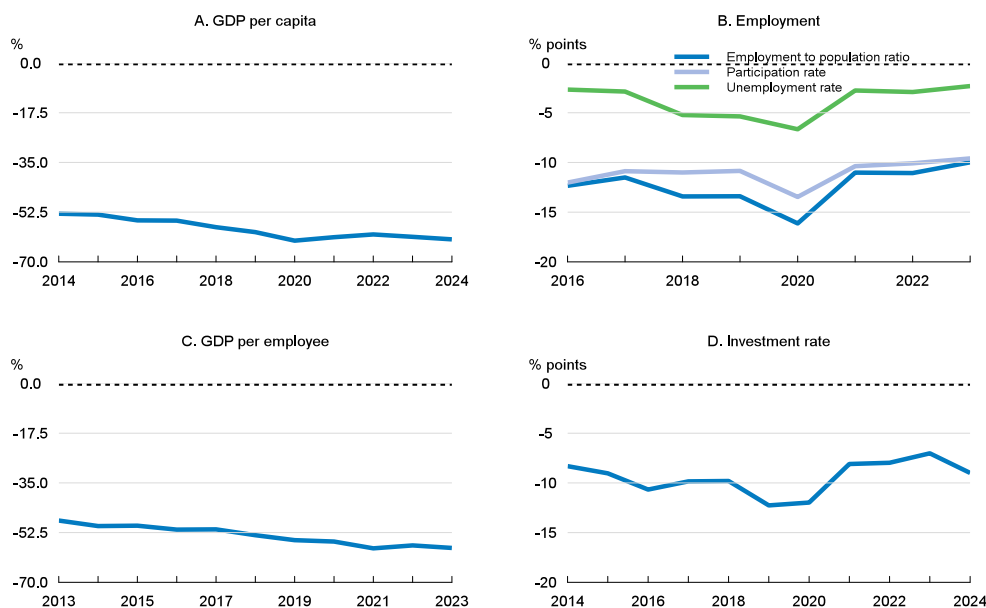 A. GDP per capita
%
0.0
-17.5
-35.0
-52.5
-70.0
2014 2016 2018 2020 2022 2024
B. Employment
% points
0
-5
-10
-15
-20
Employment to population ratio
Participation rate
Unemployment rate
2016 2018 2020 2022
C. GDP per employee
%
0.0
-17.5
-35.0
-52.5
-70.0
2013 2015 2017 2019 2021 2023
D. Investment rate
% points
0
-5
-10
-15
-20
2014 2016 2018 2020 2022 2024